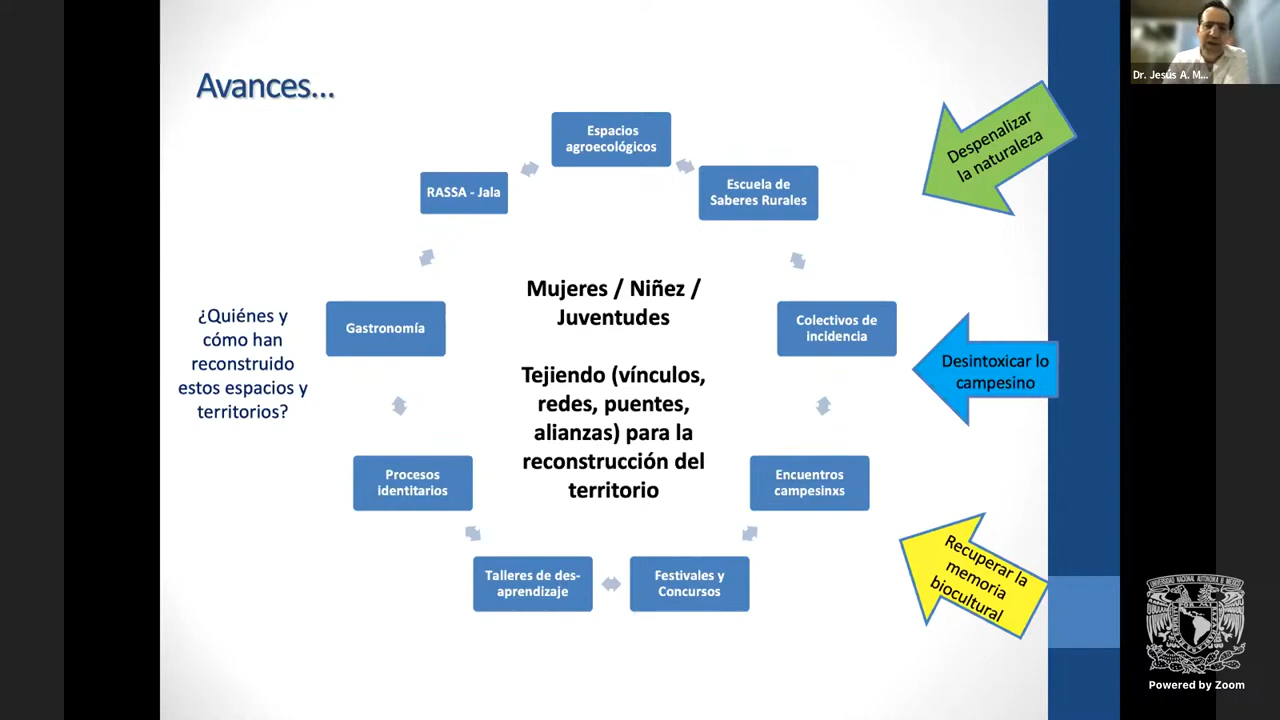 Avances...
Espacios
agroecológicos
RASSA - Jala
Escuela de
Saberes Rurales
Gastronomía
Colectivos de
incidencia
Procesos
identitarios
Encuentros
campesinxs
Talleres de des-
aprendizaje
Festivales y
Concursos
Mujeres / Niñez /
Juventudes
Tejiendo (vínculos,
redes, puentes,
alianzas) para la
reconstrucción del
territorio
¿Quiénes y
cómo han
reconstruido
estos espacios y
territorios?
Despenalizar
la naturaleza
Desintoxicar lo
campesino
Recuperar la
memoria
biocultural
Dr. Jesús A. M...
Powered by Zoom